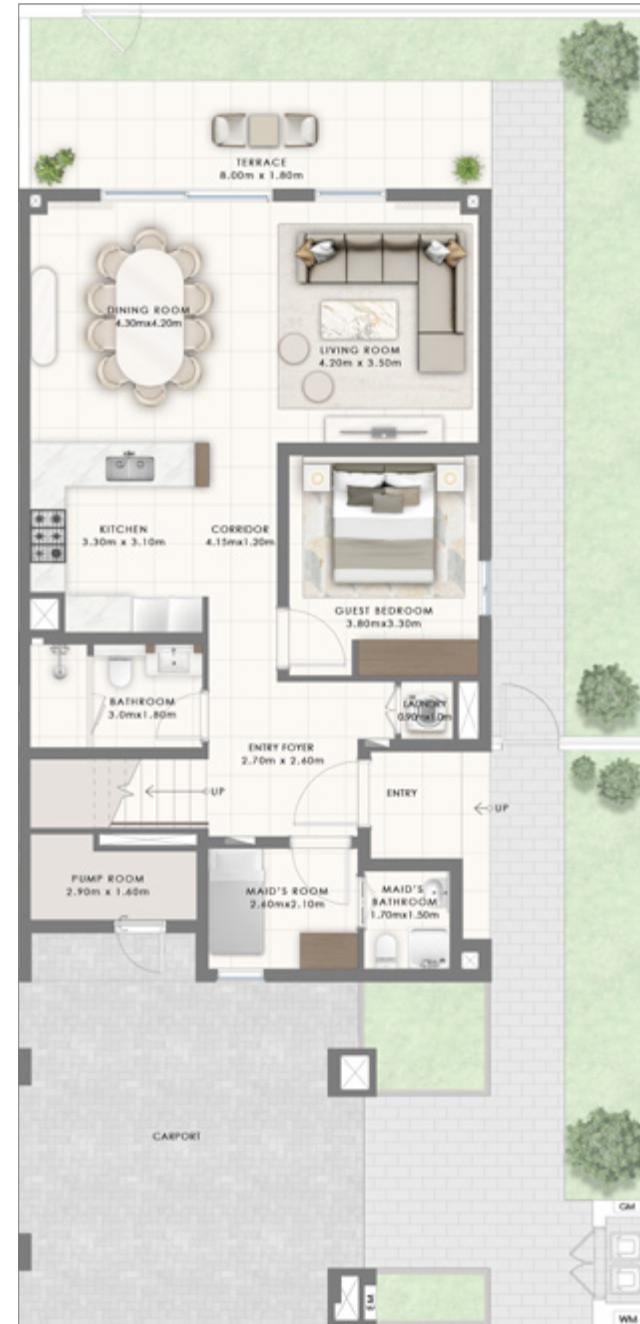 TERRACE
8.00m x 1.80m
DINING ROOM
4.30mx4.20m
LIVING ROOM
4.20m x 3.50m
KITCHEN
3.30m x 3.10m
CORRIDOR
4.15mx1.20m
GUEST BEDROOM
3.80mx3.30m
BATHROOM
3.0mx1.80m
LAUNDRY
0.90mx1.0m
ENTRY FOYER
2.70m x 2.60m
UP
ENTRY
UP
PUMP ROOM
2.90m x 1.60m
MAID'S ROOM
2.60mx2.10m
MAID'S
BATHROOM
1.70mx1.50m
CARPORT
GM
EM
WM